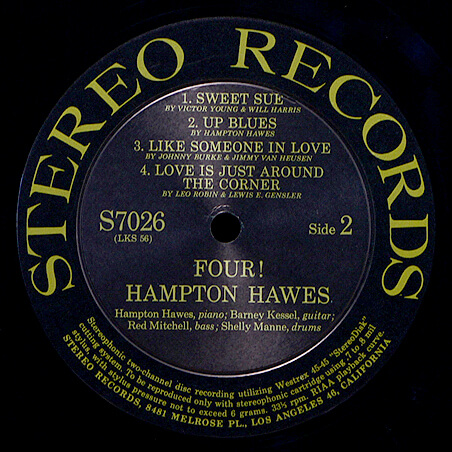 STEREO RECORDS
1. SWEET SUE
BY VICTOR YOUNG & WILL HARRIS
2. UP BLUES
BY HAMPTON HAWES
3. LIKE SOMEONE IN LOVE
BY JOHNNY BURKE & JIMMY VAN HEUSEN
4. LOVE IS JUST AROUND
THE CORNER
BY LEO ROBIN & LEWIS E. GENSLER
S7026
(LKS 56)
Side 2
FOUR!
HAMPTON HAWES
Hampton Hawes, piano; Barney Kessel, guitar;
Red Mitchell, bass; Shelly Manne, drums
Stereophonic two-channel disc recording utilizing Westrex 45-45 "StereoDisk"
cutting system. To be reproduced only with stereophonic cartridge using .7 to .8 mil
stylus with stylus pressure not to exceed 6 grams. 33⅓ rpm. RIAA playback curve.
STEREO RECORDS, 8481 MELROSE PL., LOS ANGELES 46, CALIFORNIA